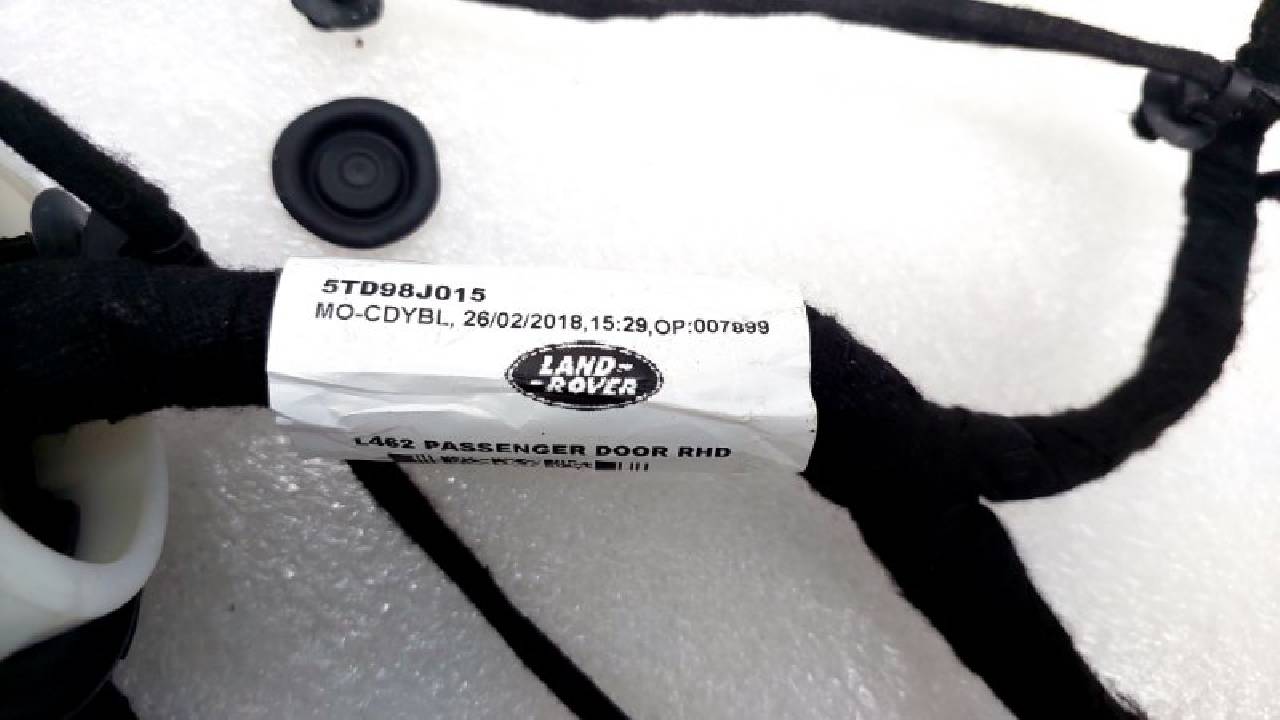 5TD98J015
MO-CDYBL, 26/02/2018,15:29,OP:007899
LAND-
-ROVER
L462 PASSENGER DOOR RHD